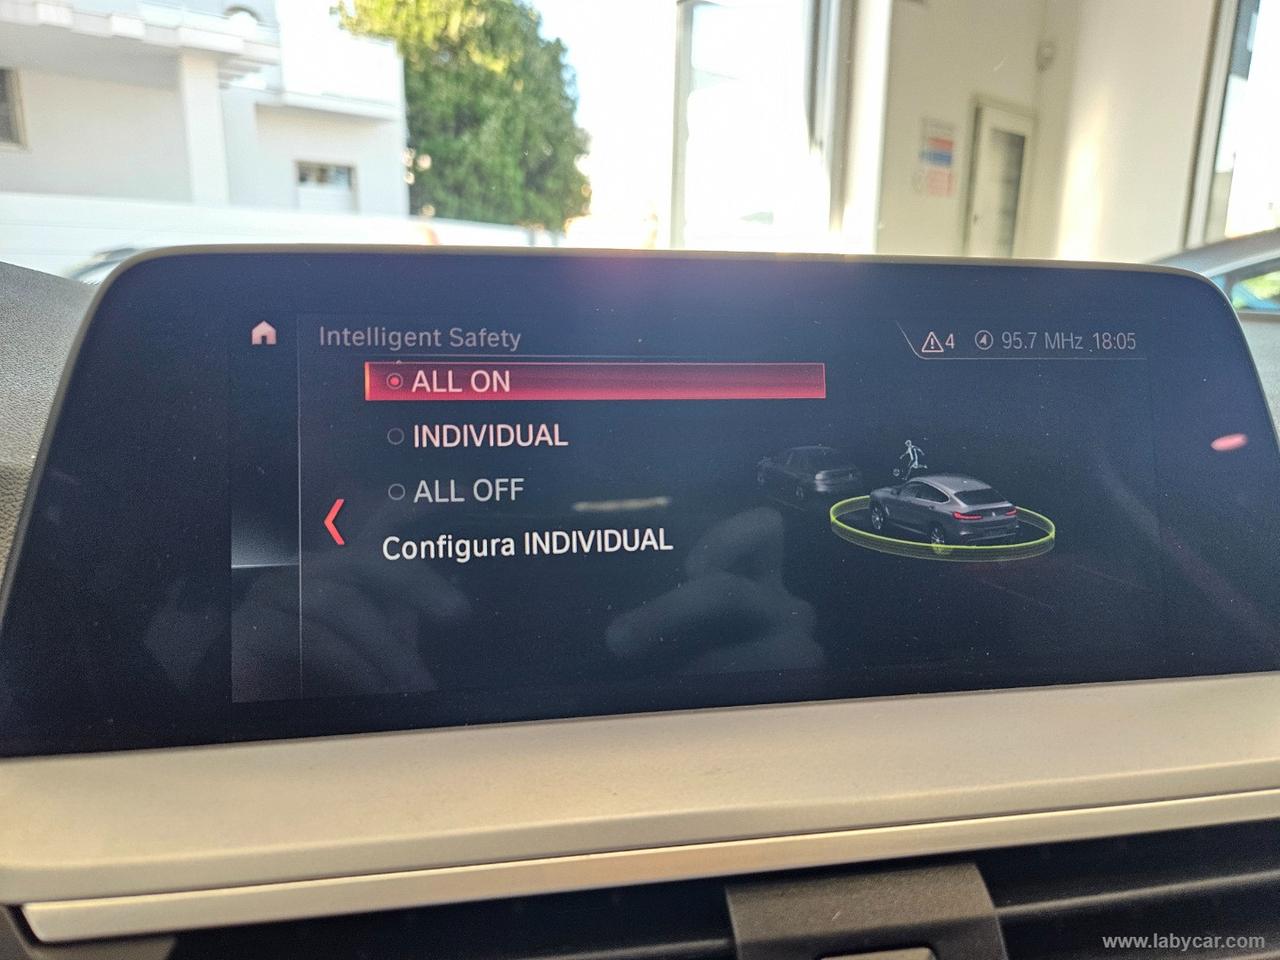 Intelligent Safety
4 95.7 MHz 18:05
ALL ON
INDIVIDUAL
ALL OFF
Configura INDIVIDUAL
www.labycar.com